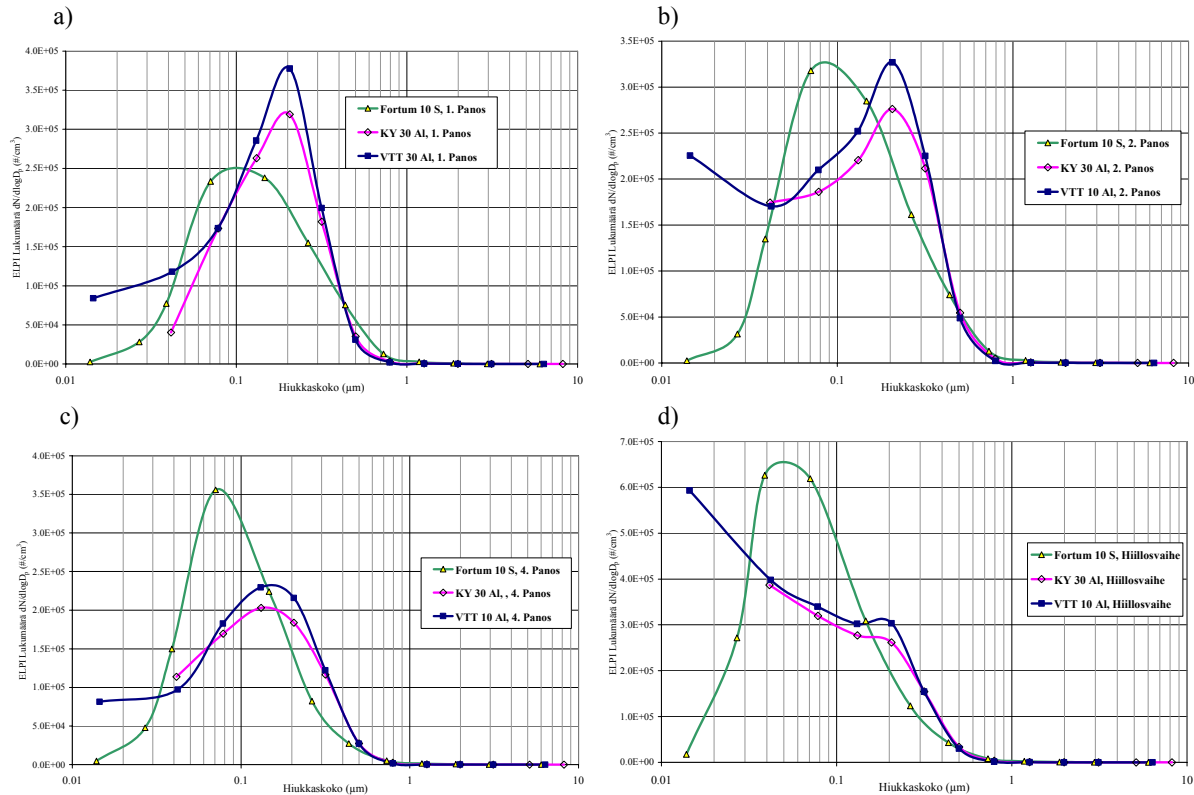 a)
ELPI Lukumäärä dN/dlogDp (#/cm³)
4.0E+05
3.5E+05
3.0E+05
2.5E+05
2.0E+05
1.5E+05
1.0E+05
5.0E+04
0.0E+00
Fortum 10 S, 1. Panos
KY 30 Al, 1. Panos
VTT 30 Al, 1. Panos
0.01 0.1 1 10
Hiukkaskoko (µm)
b)
ELPI Lukumäärä dN/dlogDp (#/cm³)
3.5E+05
3.0E+05
2.5E+05
2.0E+05
1.5E+05
1.0E+05
5.0E+04
0.0E+00
Fortum 10 S, 2. Panos
KY 30 Al, 2. Panos
VTT 10 Al, 2. Panos
0.01 0.1 1 10
Hiukkaskoko (µm)
c)
ELPI Lukumäärä dN/dlogDp (#/cm³)
4.0E+05
3.5E+05
3.0E+05
2.5E+05
2.0E+05
1.5E+05
1.0E+05
5.0E+04
0.0E+00
Fortum 10 S, 4. Panos
KY 30 Al, , 4. Panos
VTT 10 Al, 4. Panos
0.01 0.1 1 10
Hiukkaskoko (µm)
d)
ELPI Lukumäärä dN/dlogDp (#/cm³)
7.0E+05
6.0E+05
5.0E+05
4.0E+05
3.0E+05
2.0E+05
1.0E+05
0.0E+00
Fortum 10 S, Hiillosvaihe
KY 30 Al, Hiillosvaihe
VTT 10 Al, Hiillosvaihe
0.01 0.1 1 10
Hiukkaskoko (µm)